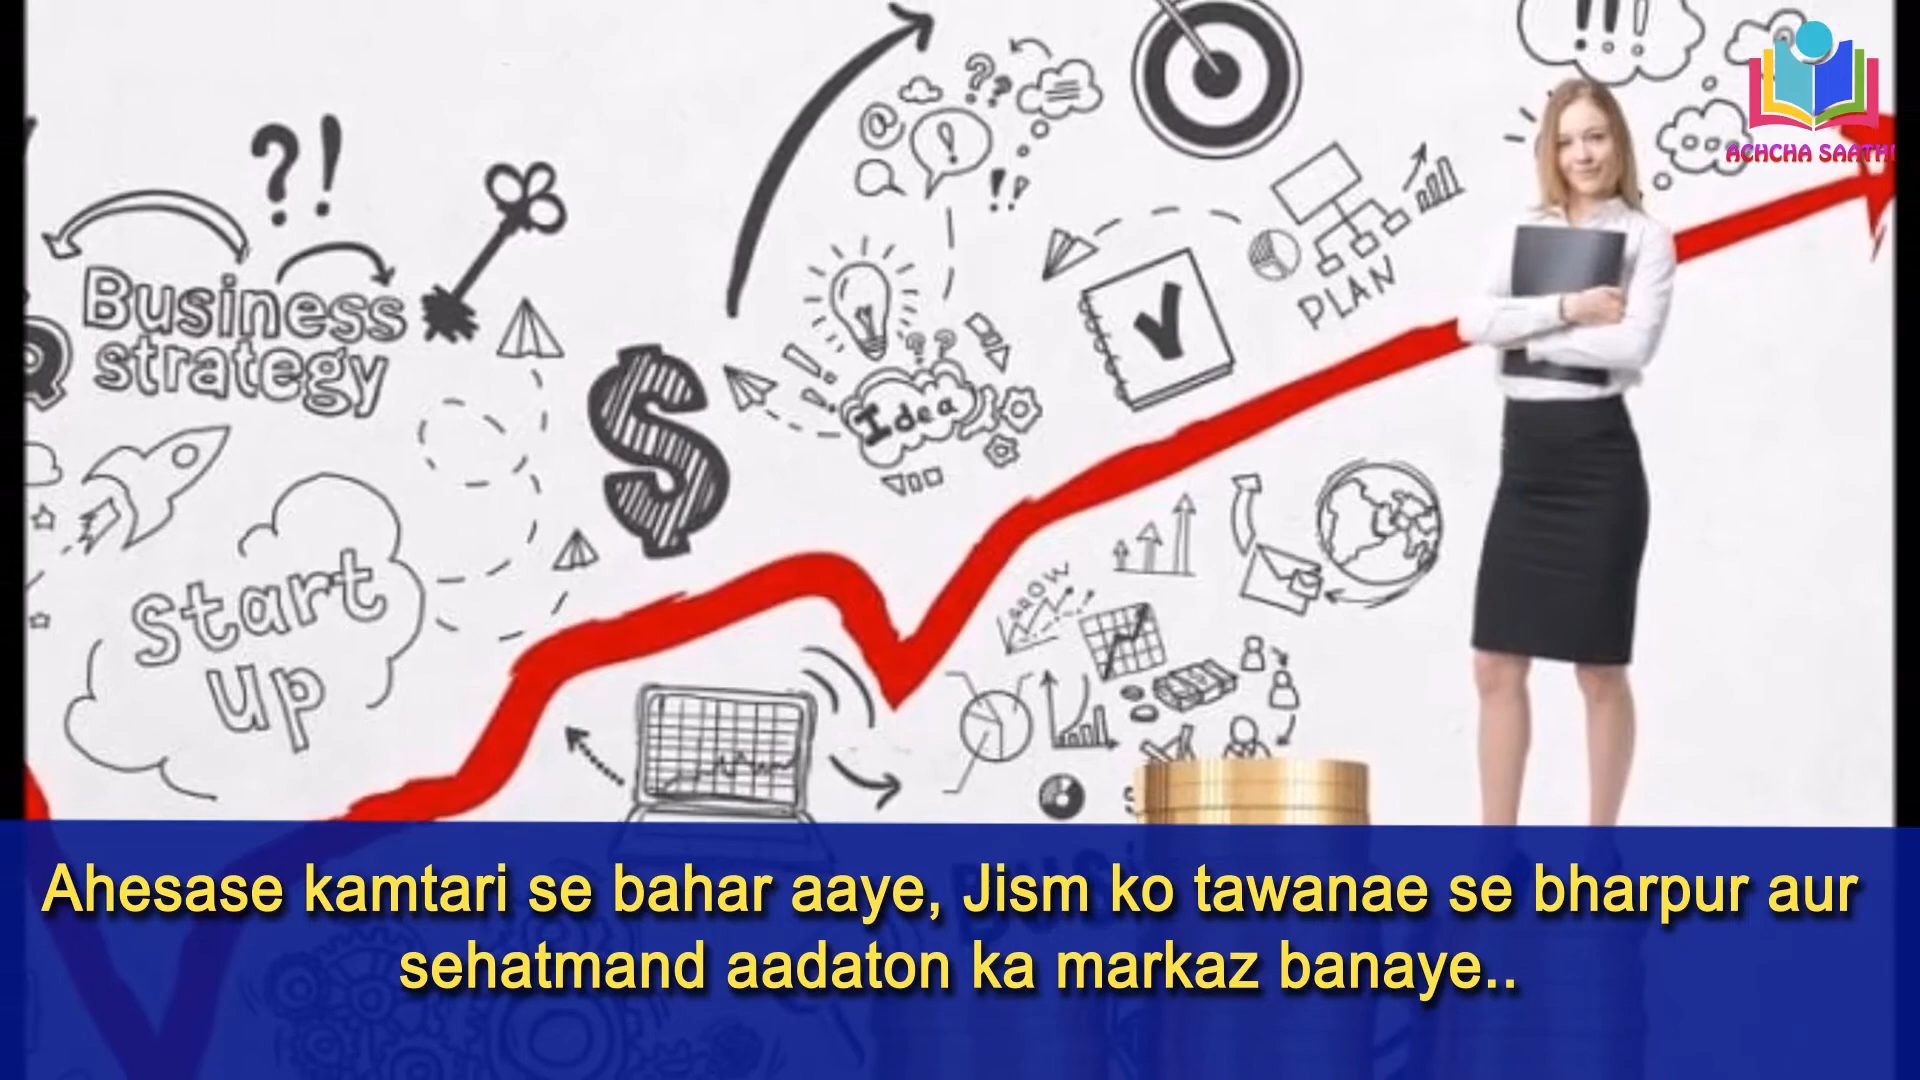 ACHCHA SAATHI
?!
Business
strategy
Start
up
$
Idea
PLAN
GROW
Ahesase kamtari se bahar aaye, Jism ko tawanae se bharpur aur
sehatmand aadaton ka markaz banaye..